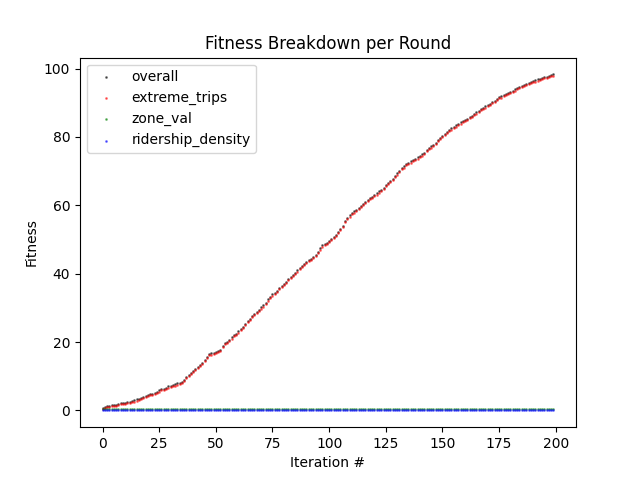 Fitness Breakdown per Round
overall
extreme_trips
zone_val
ridership_density
100
80
60
40
20
0
Fitness
0 25 50 75 100 125 150 175 200
Iteration #